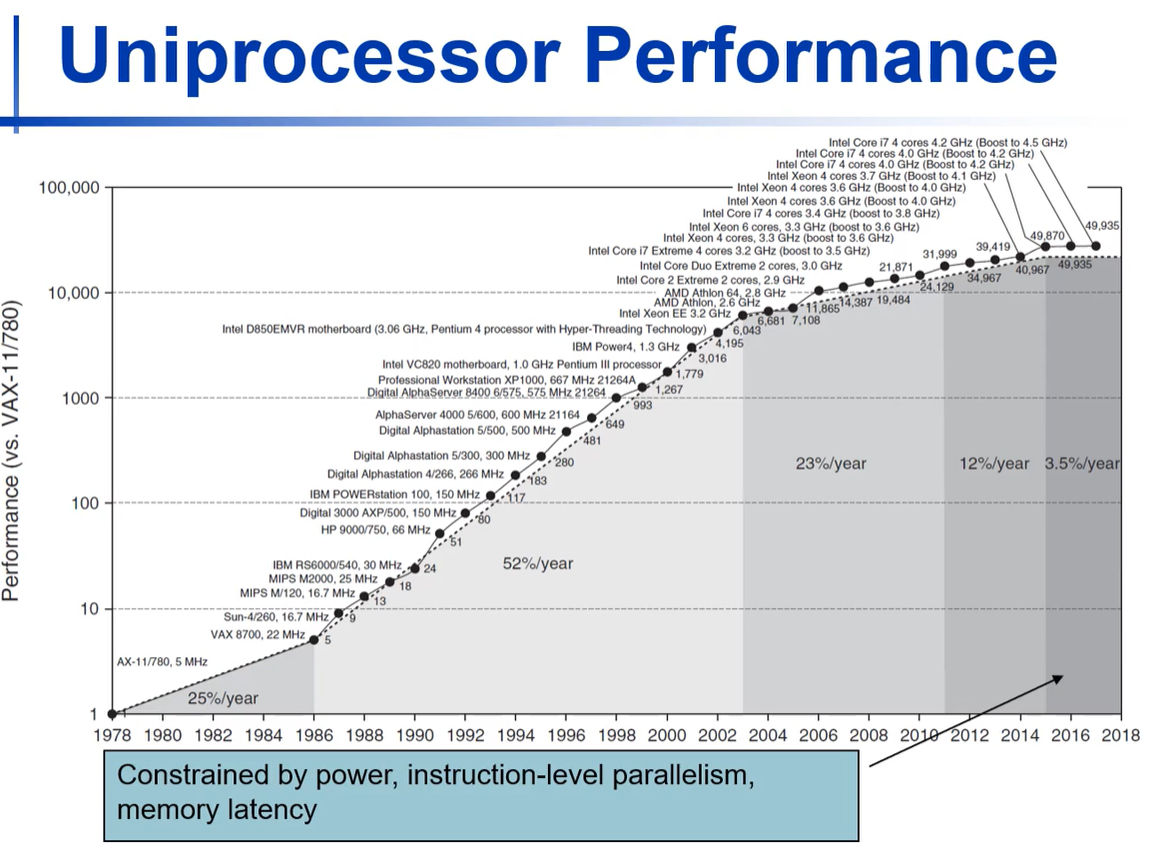 Uniprocessor Performance
Intel Core i7 4 cores 4.2 GHz (Boost to 4.5 GHz)
Intel Core i7 4 cores 4.0 GHz (Boost to 4.2 GHz)
Intel Core i7 4 cores 4.0 GHz (Boost to 4.2 GHz)
Intel Xeon 4 cores 3.7 GHz (Boost to 4.1 GHz)
Intel Xeon 4 cores 3.6 GHz (Boost to 4.0 GHz)
Intel Xeon 4 cores 3.6 GHz (Boost to 4.0 GHz)
Intel Core i7 4 cores 3.4 GHz (boost to 3.8 GHz)
Intel Xeon 6 cores, 3.3 GHz (boost to 3.6 GHz)
Intel Xeon 4 cores, 3.3 GHz (boost to 3.6 GHz)
Intel Core i7 Extreme 4 cores 3.2 GHz (boost to 3.5 GHz)
Intel Core Duo Extreme 2 cores, 3.0 GHz
Intel Core 2 Extreme 2 cores, 2.9 GHz
AMD Athlon 64, 2.8 GHz
AMD Athlon, 2.6 GHz
Intel Xeon EE 3.2 GHz
Intel D850EMVR motherboard (3.06 GHz, Pentium 4 processor with Hyper-Threading Technology)
IBM Power4, 1.3 GHz
Intel VC820 motherboard, 1.0 GHz Pentium III processor
Professional Workstation XP1000, 667 MHz 21264A
Digital AlphaServer 8400 6/575, 575 MHz 21264
AlphaServer 4000 5/600, 600 MHz 21164
Digital Alphastation 5/500, 500 MHz
Digital Alphastation 5/300, 300 MHz
Digital Alphastation 4/266, 266 MHz
IBM POWERstation 100, 150 MHz
Digital 3000 AXP/500, 150 MHz
HP 9000/750, 66 MHz
IBM RS6000/540, 30 MHz
MIPS M2000, 25 MHz
MIPS M/120, 16.7 MHz
Sun-4/260, 16.7 MHz
VAX 8700, 22 MHz
AX-11/780, 5 MHz
5
9
13
18
24
51
80
117
183
280
481
649
993
1,267
1,779
3,016
4,195
6,043
6,681
7,108
11,865
14,387
19,484
21,871
24,129
31,999
34,967
39,419
40,967
49,870
49,935
49,935
25%/year
52%/year
23%/year
12%/year
3.5%/year
Performance (vs. VAX-11/780)
100,000
10,000
1000
100
10
1
1978 1980 1982 1984 1986 1988 1990 1992 1994 1996 1998 2000 2002 2004 2006 2008 2010 2012 2014 2016 2018
Constrained by power, instruction-level parallelism,
memory latency